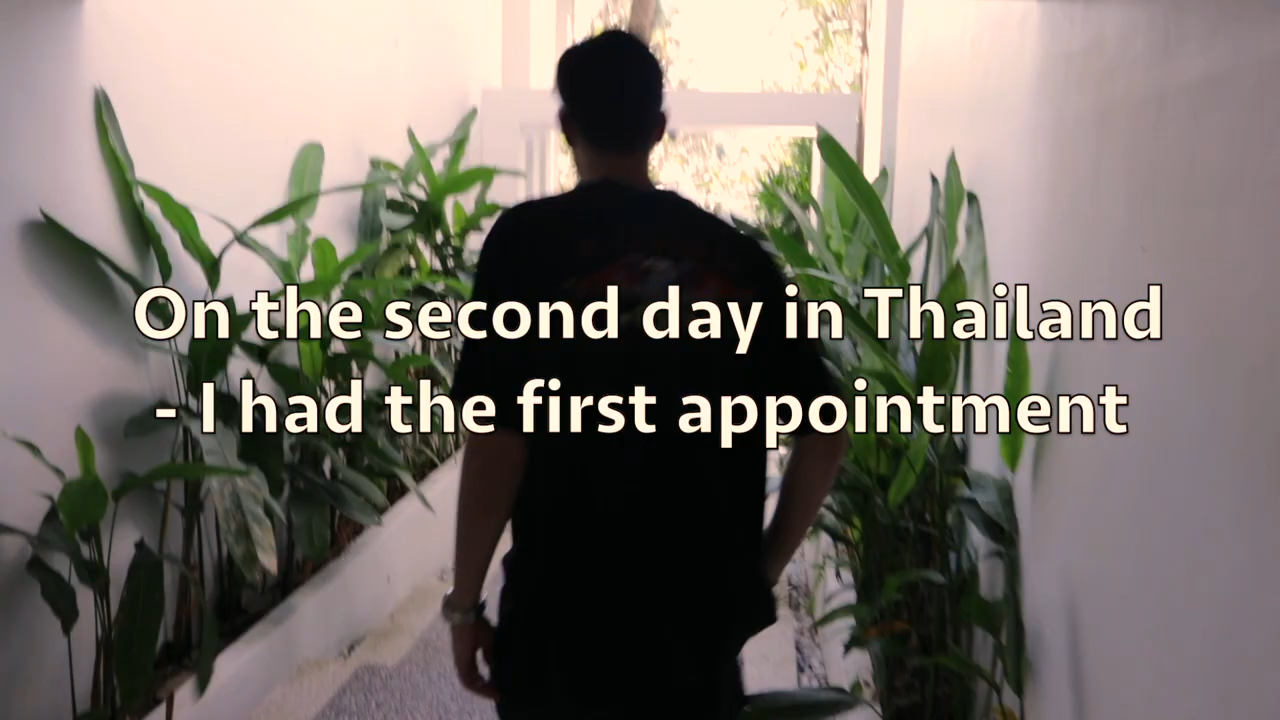 On the second day in Thailand
- I had the first appointment